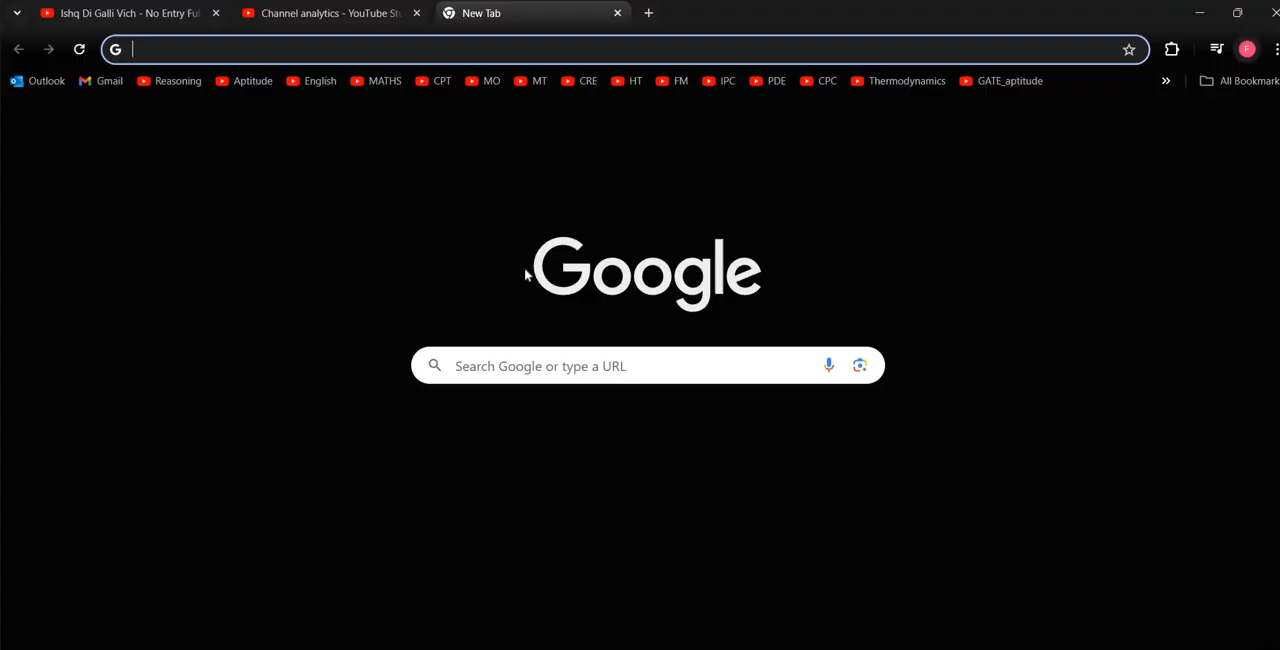 Ishq Di Galli Vich - No Entry Ful
Channel analytics - YouTube St
New Tab
G
F
Outlook
Gmail
Reasoning
Aptitude
English
MATHS
CPT
MO
MT
CRE
HT
FM
IPC
PDE
CPC
Thermodynamics
GATE_aptitude
All Bookmark
Google
Search Google or type a URL